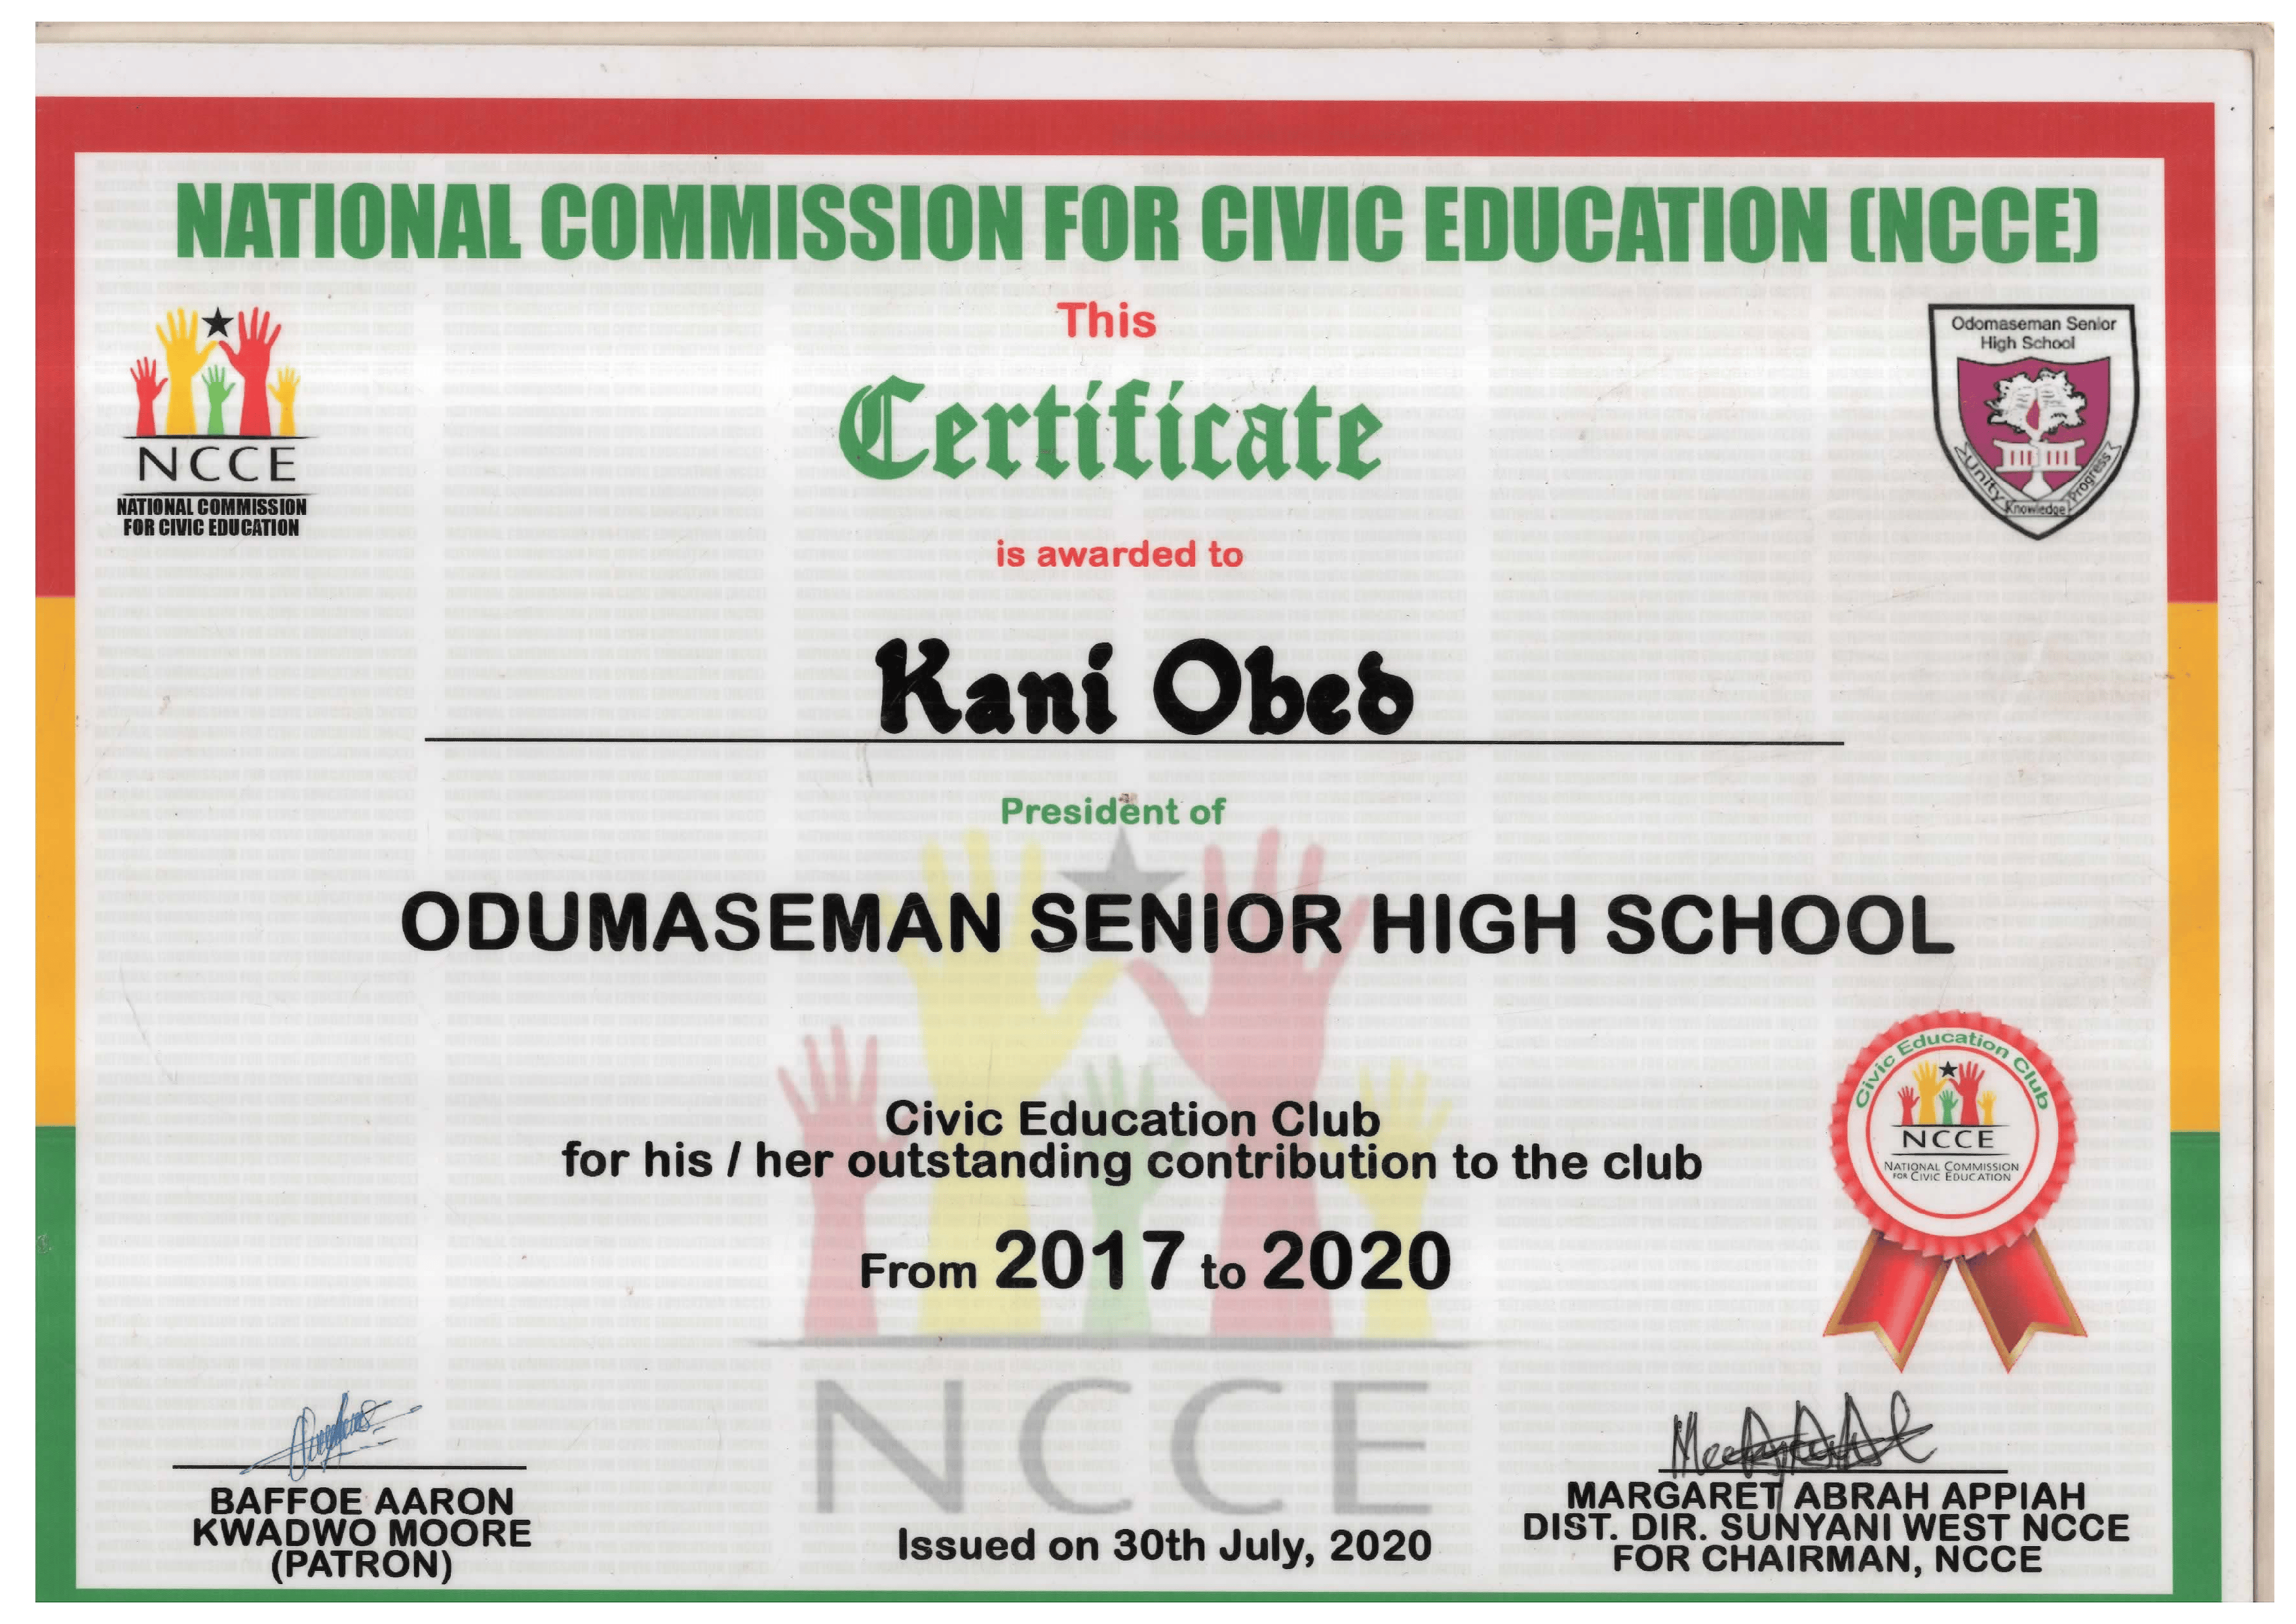 NATIONAL COMMISSION FOR CIVIC EDUCATION (NCCE)
NCCE
NATIONAL COMMISSION
FOR CIVIC EDUCATION
This
Certificate
is awarded to
Odomaseman Senior
High School
Unity
Knowledge
Progress
Kani Obed
President of
ODUMASEMAN SENIOR HIGH SCHOOL
Civic Education Club
for his / her outstanding contribution to the club
From 2017 to 2020
Civic Education Club
NCCE
NATIONAL COMMISSION
FOR CIVIC EDUCATION
NCCE
BAFFOE AARON
KWADWO MOORE
(PATRON)
Issued on 30th July, 2020
MARGARET ABRAH APPIAH
DIST. DIR. SUNYANI WEST NCCE
FOR CHAIRMAN, NCCE